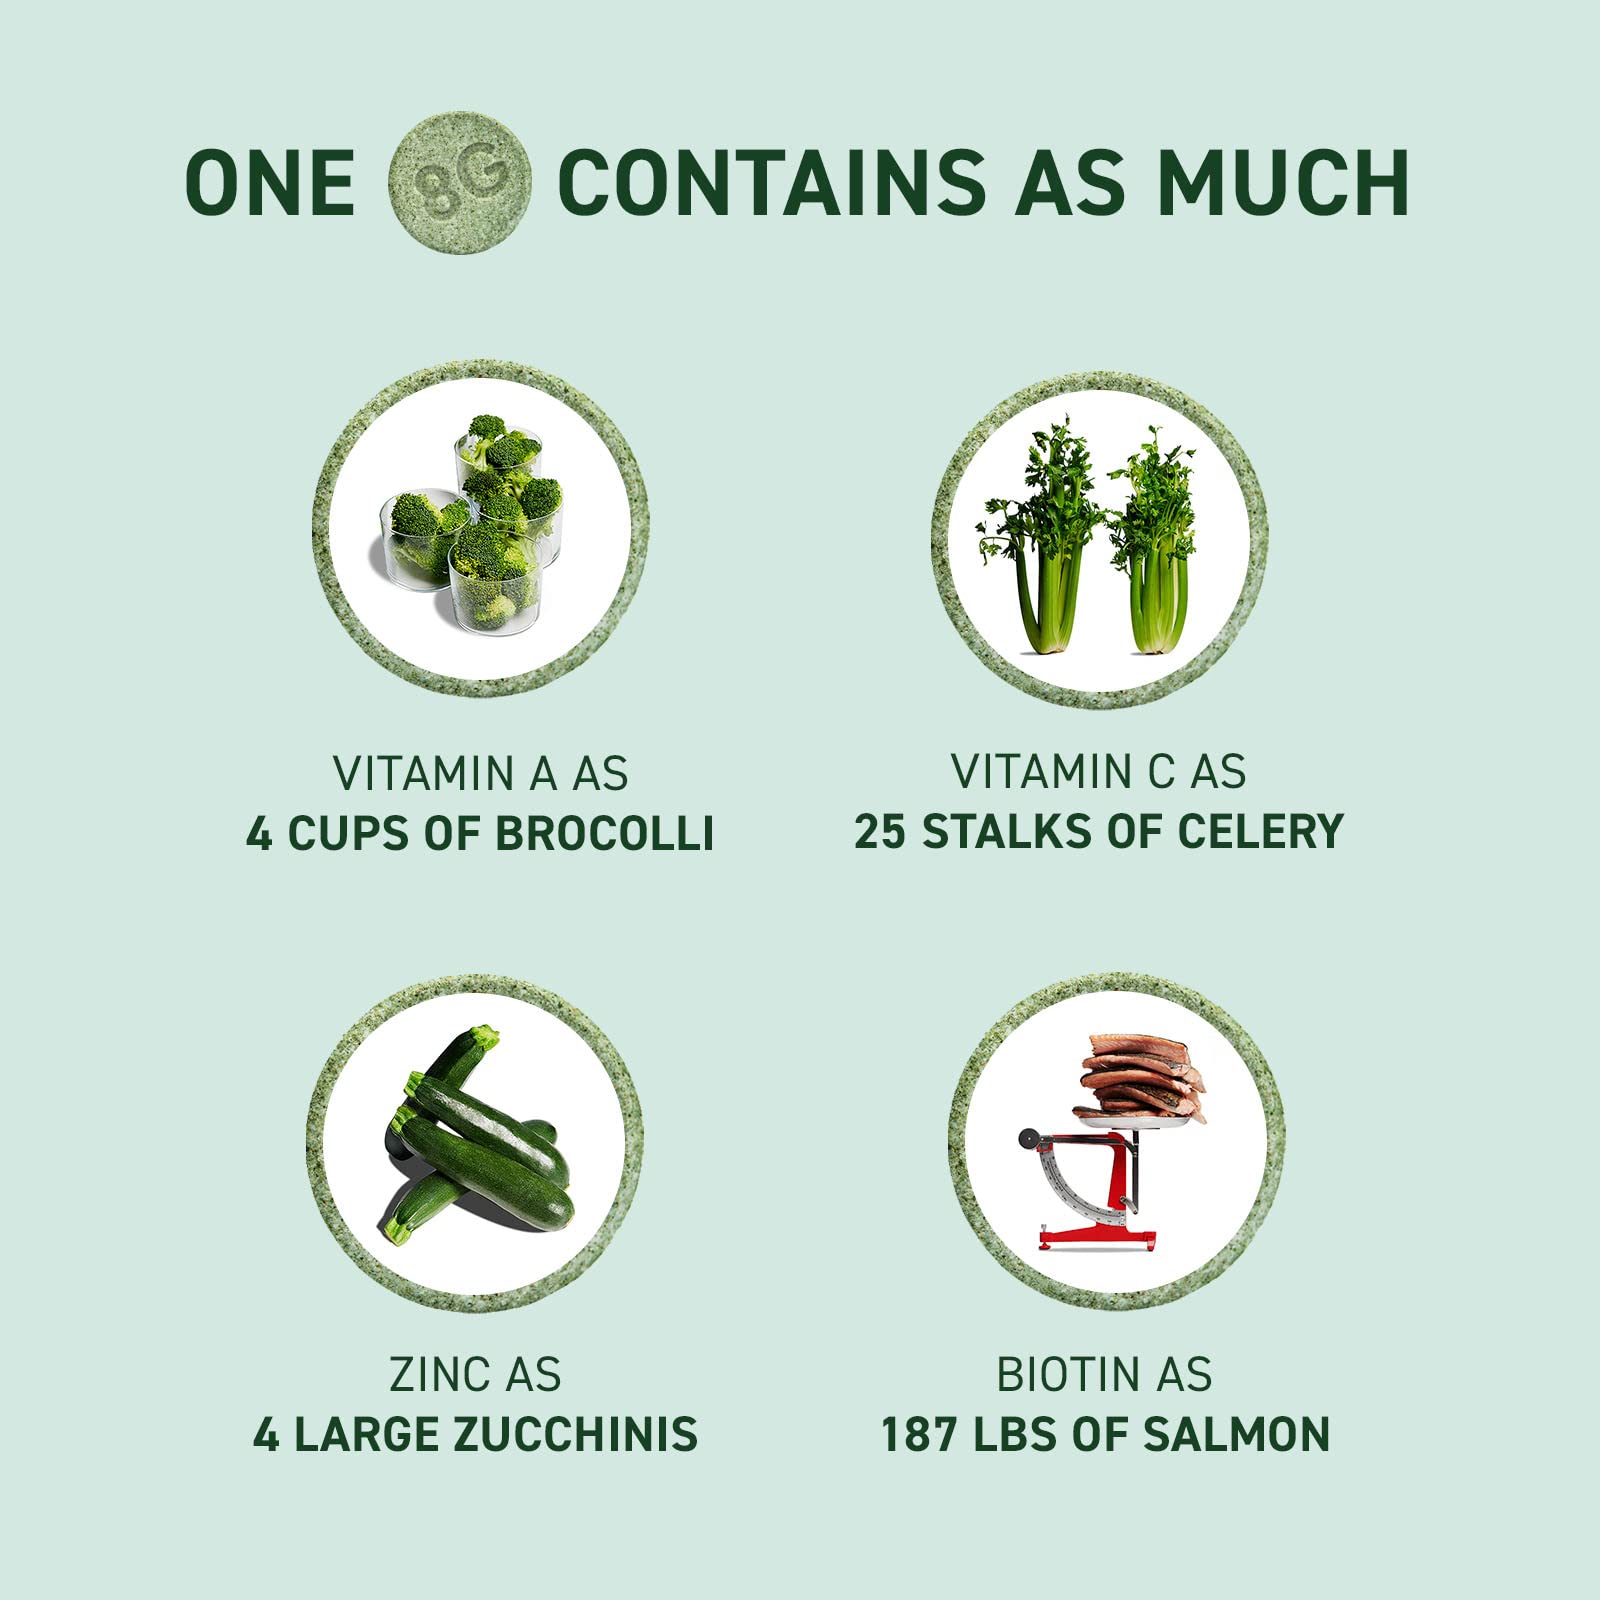 ONE 8G CONTAINS AS MUCH
VITAMIN A AS
4 CUPS OF BROCOLLI
VITAMIN C AS
25 STALKS OF CELERY
ZINC AS
4 LARGE ZUCCHINIS
BIOTIN AS
187 LBS OF SALMON